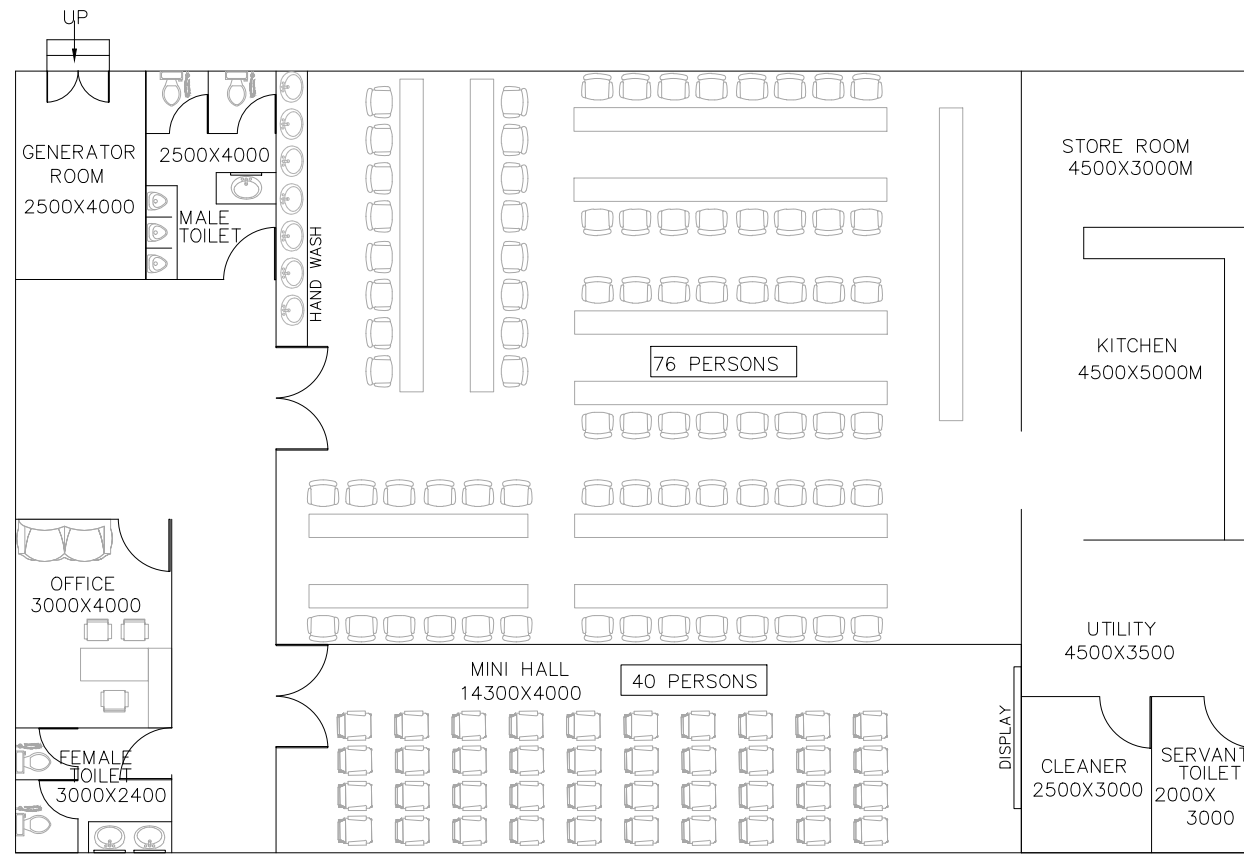 UP
GENERATOR
ROOM
2500X4000
2500X4000
MALE
TOILET
HAND WASH
STORE ROOM
4500X3000M
76 PERSONS
KITCHEN
4500X5000M
OFFICE
3000X4000
UTILITY
4500X3500
MINI HALL
14300X4000
40 PERSONS
DISPLAY
FEMALE
TOILET
3000X2400
CLEANER
2500X3000
SERVANT
TOILET
2000X
3000